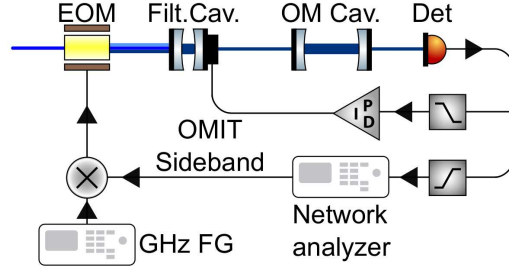 EOM Filt.Cav. OM Cav. Det
P
I
D
OMIT
Sideband
Network
analyzer
GHz FG